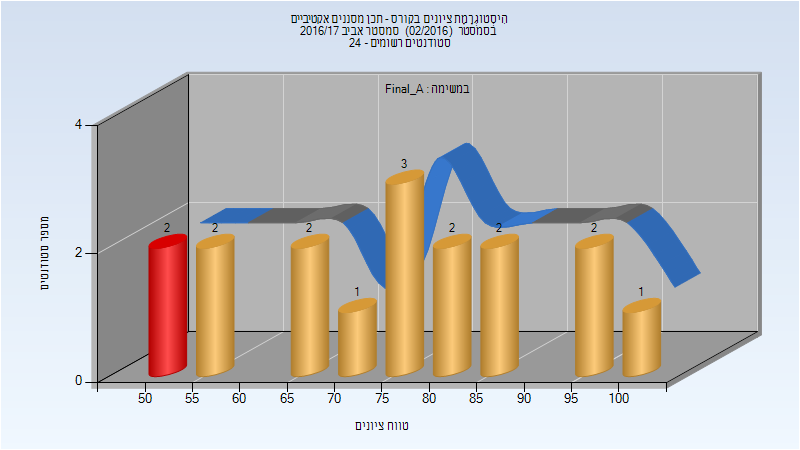 היסטוגרמת ציונים בקורס - תכן מסננים אקטיביים
בסמסטר (02/2016) סמסטר אביב 2016/17
סטודנטים רשומים - 24
במשימה : Final_A
מספר סטודנטים
4
2
0
2
2
2
1
3
2
2
2
1
50 55 60 65 70 75 80 85 90 95 100
טווח ציונים